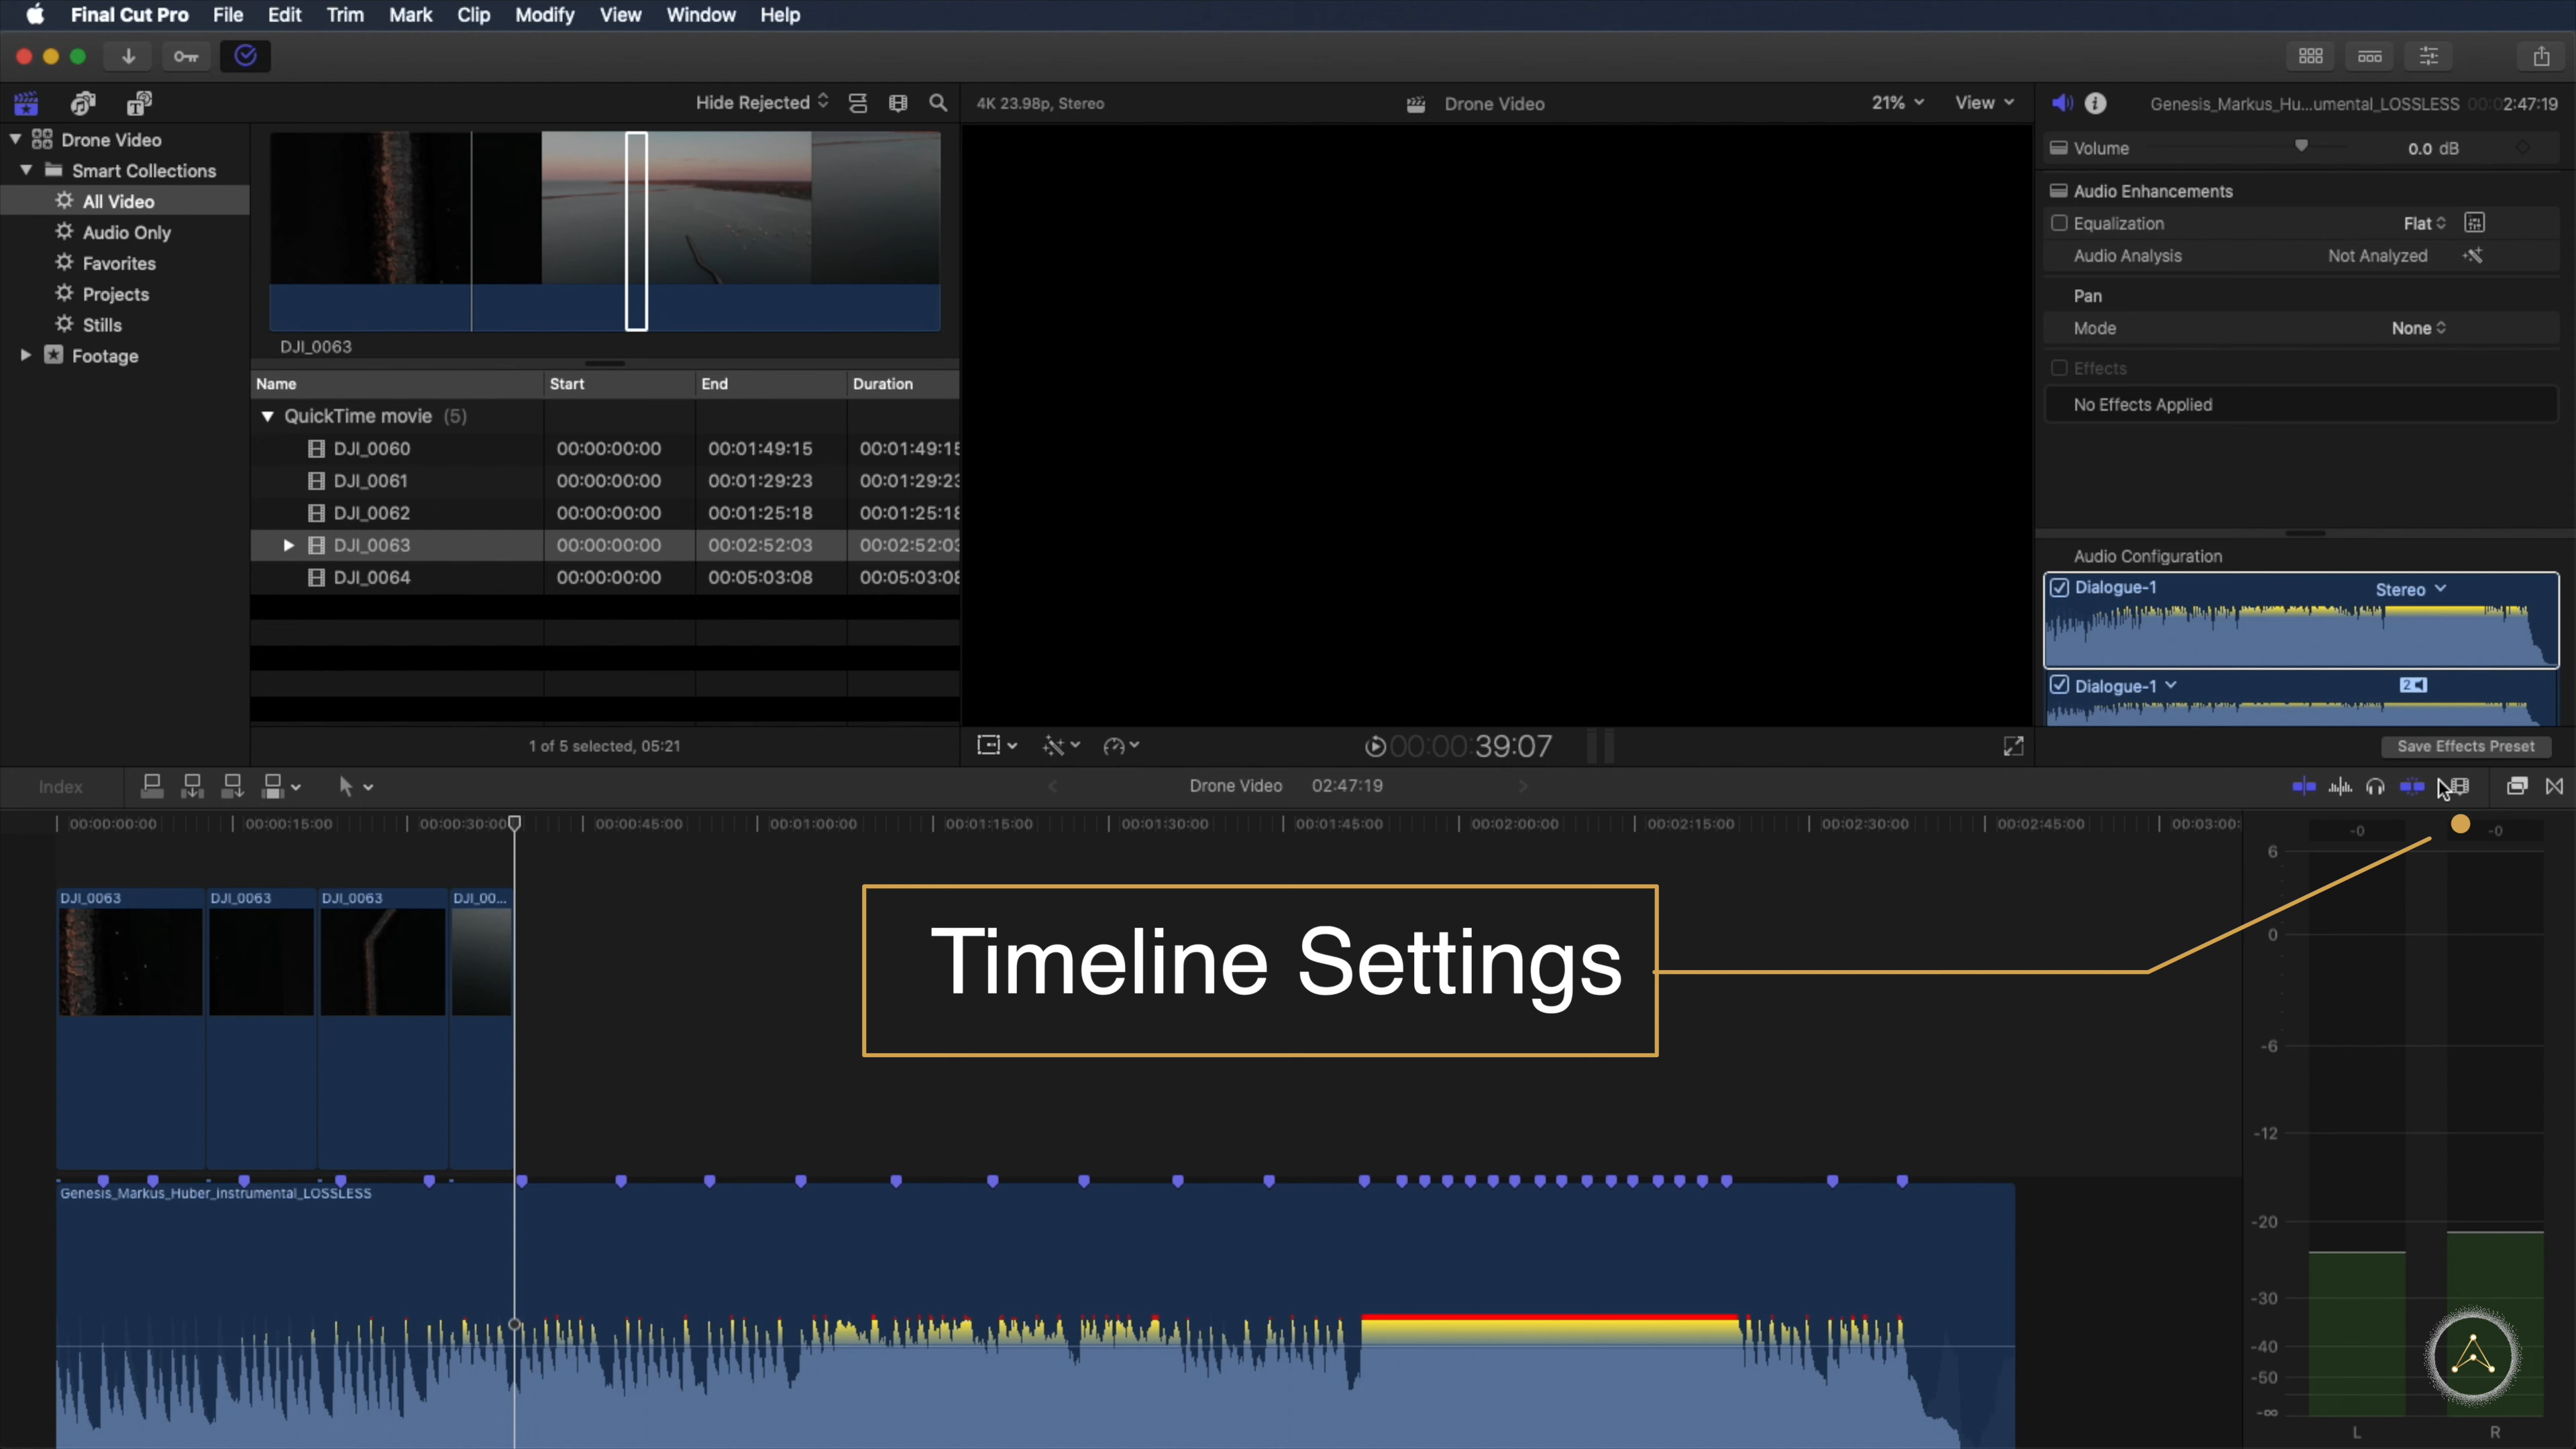 Final Cut Pro File Edit Trim Mark Clip Modify View Window Help
Hide Rejected
4K 23.98p, Stereo
Drone Video
21%
View
Genesis_Markus_Hu...umental_LOSSLESS
00:02:47:19
Drone Video
Smart Collections
All Video
Audio Only
Favorites
Projects
Stills
Footage
DJI_0063
Name Start End Duration
QuickTime movie (5)
DJI_0060 00:00:00:00 00:01:49:15 00:01:49:15
DJI_0061 00:00:00:00 00:01:29:23 00:01:29:23
DJI_0062 00:00:00:00 00:01:25:18 00:01:25:18
DJI_0063 00:00:00:00 00:02:52:03 00:02:52:03
DJI_0064 00:00:00:00 00:05:03:08 00:05:03:08
1 of 5 selected, 05:21
00:00:39:07
Volume 0.0 dB
Audio Enhancements
Equalization Flat
Audio Analysis Not Analyzed
Pan
Mode None
Effects
No Effects Applied
Audio Configuration
Dialogue-1 Stereo
Dialogue-1 2
Save Effects Preset
Index
Drone Video 02:47:19
00:00:00:00 00:00:15:00 00:00:30:00 00:00:45:00 00:01:00:00 00:01:15:00 00:01:30:00 00:01:45:00 00:02:00:00 00:02:15:00 00:02:30:00 00:02:45:00 00:03:00:
DJI_0063 DJI_0063 DJI_0063 DJI_00...
Timeline Settings
Genesis_Markus_Huber_instrumental_LOSSLESS
-0 -0
6
0
-6
-12
-20
-30
-40
-50
-∞
L R